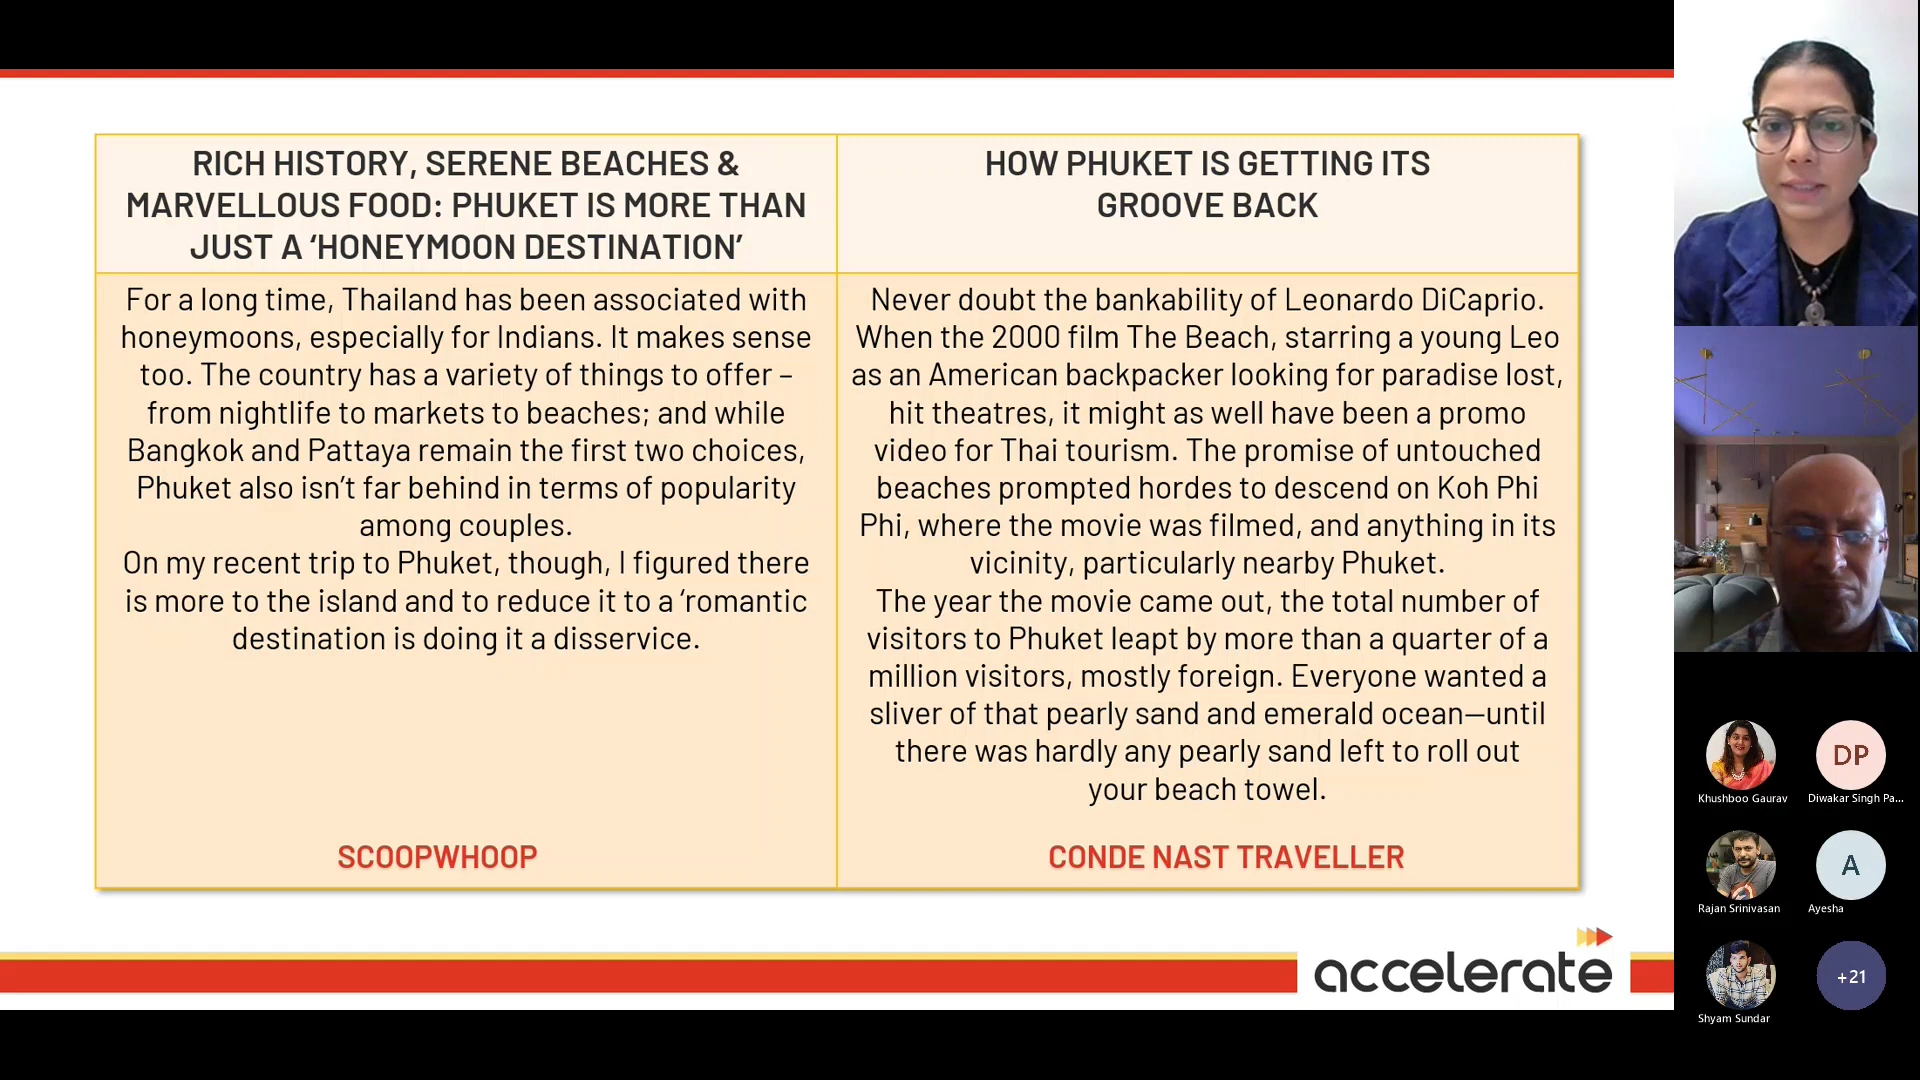 RICH HISTORY, SERENE BEACHES &
MARVELLOUS FOOD: PHUKET IS MORE THAN
JUST A ‘HONEYMOON DESTINATION’
For a long time, Thailand has been associated with
honeymoons, especially for Indians. It makes sense
too. The country has a variety of things to offer –
from nightlife to markets to beaches; and while
Bangkok and Pattaya remain the first two choices,
Phuket also isn’t far behind in terms of popularity
among couples.
On my recent trip to Phuket, though, I figured there
is more to the island and to reduce it to a ‘romantic
destination is doing it a disservice.
SCOOPWHOOP
HOW PHUKET IS GETTING ITS
GROOVE BACK
Never doubt the bankability of Leonardo DiCaprio.
When the 2000 film The Beach, starring a young Leo
as an American backpacker looking for paradise lost,
hit theatres, it might as well have been a promo
video for Thai tourism. The promise of untouched
beaches prompted hordes to descend on Koh Phi
Phi, where the movie was filmed, and anything in its
vicinity, particularly nearby Phuket.
The year the movie came out, the total number of
visitors to Phuket leapt by more than a quarter of a
million visitors, mostly foreign. Everyone wanted a
sliver of that pearly sand and emerald ocean—until
there was hardly any pearly sand left to roll out
your beach towel.
CONDE NAST TRAVELLER
accelerate
DP
Khushboo Gaurav
Diwakar Singh Pa...
A
Rajan Srinivasan
Ayesha
+21
Shyam Sundar